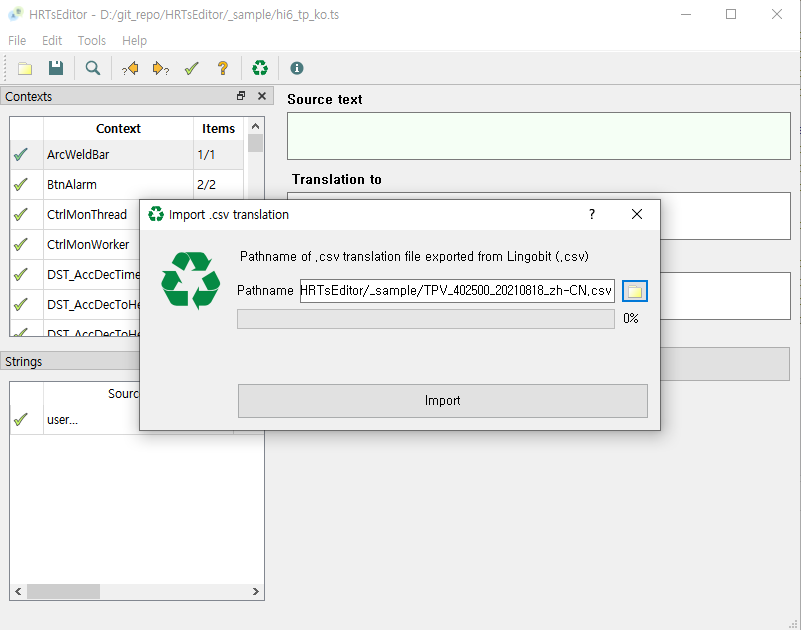 HRTsEditor - D:/git_repo/HRTsEditor/_sample/hi6_tp_ko.ts
File Edit Tools Help
Contexts
Context Items
ArcWeldBar 1/1
BtnAlarm 2/2
CtrlMonThread
CtrlMonWorker
DST_AccDecTime
DST_AccDecToHe
DST_AccDecToHe
Strings
Sourc
user...
Source text
Translation to
Import .csv translation
?
Pathname of .csv translation file exported from Lingobit (.csv)
Pathname HRTsEditor/_sample/TPV_402500_20210818_zh-CN.csv
0%
Import